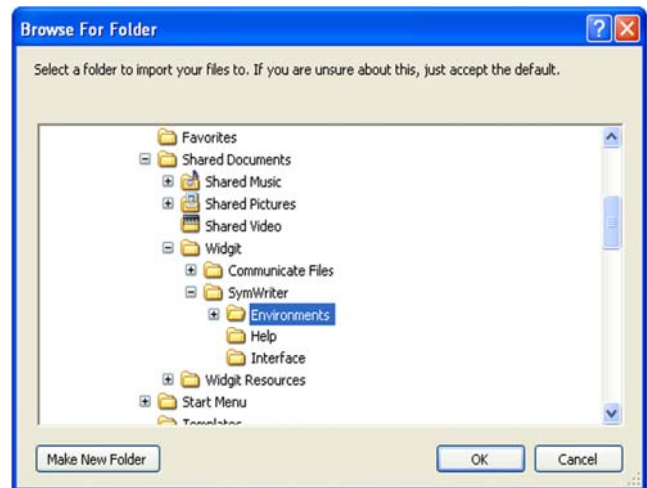 Browse For Folder
Select a folder to import your files to. If you are unsure about this, just accept the default.
Favorites
Shared Documents
Shared Music
Shared Pictures
Shared Video
Widgit
Communicate Files
SymWriter
Environments
Help
Interface
Widgit Resources
Start Menu
Templates
Make New Folder
OK
Cancel